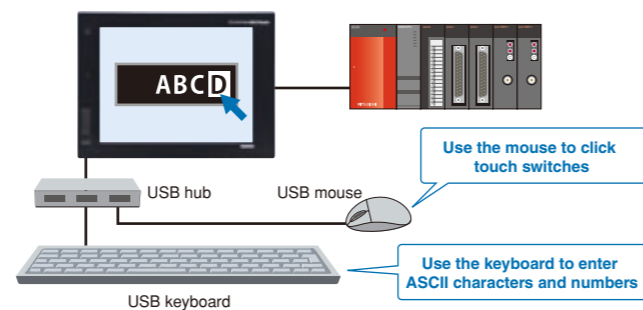 ABCD
Use the mouse to click
touch switches
USB hub
USB mouse
Use the keyboard to enter
ASCII characters and numbers
USB keyboard